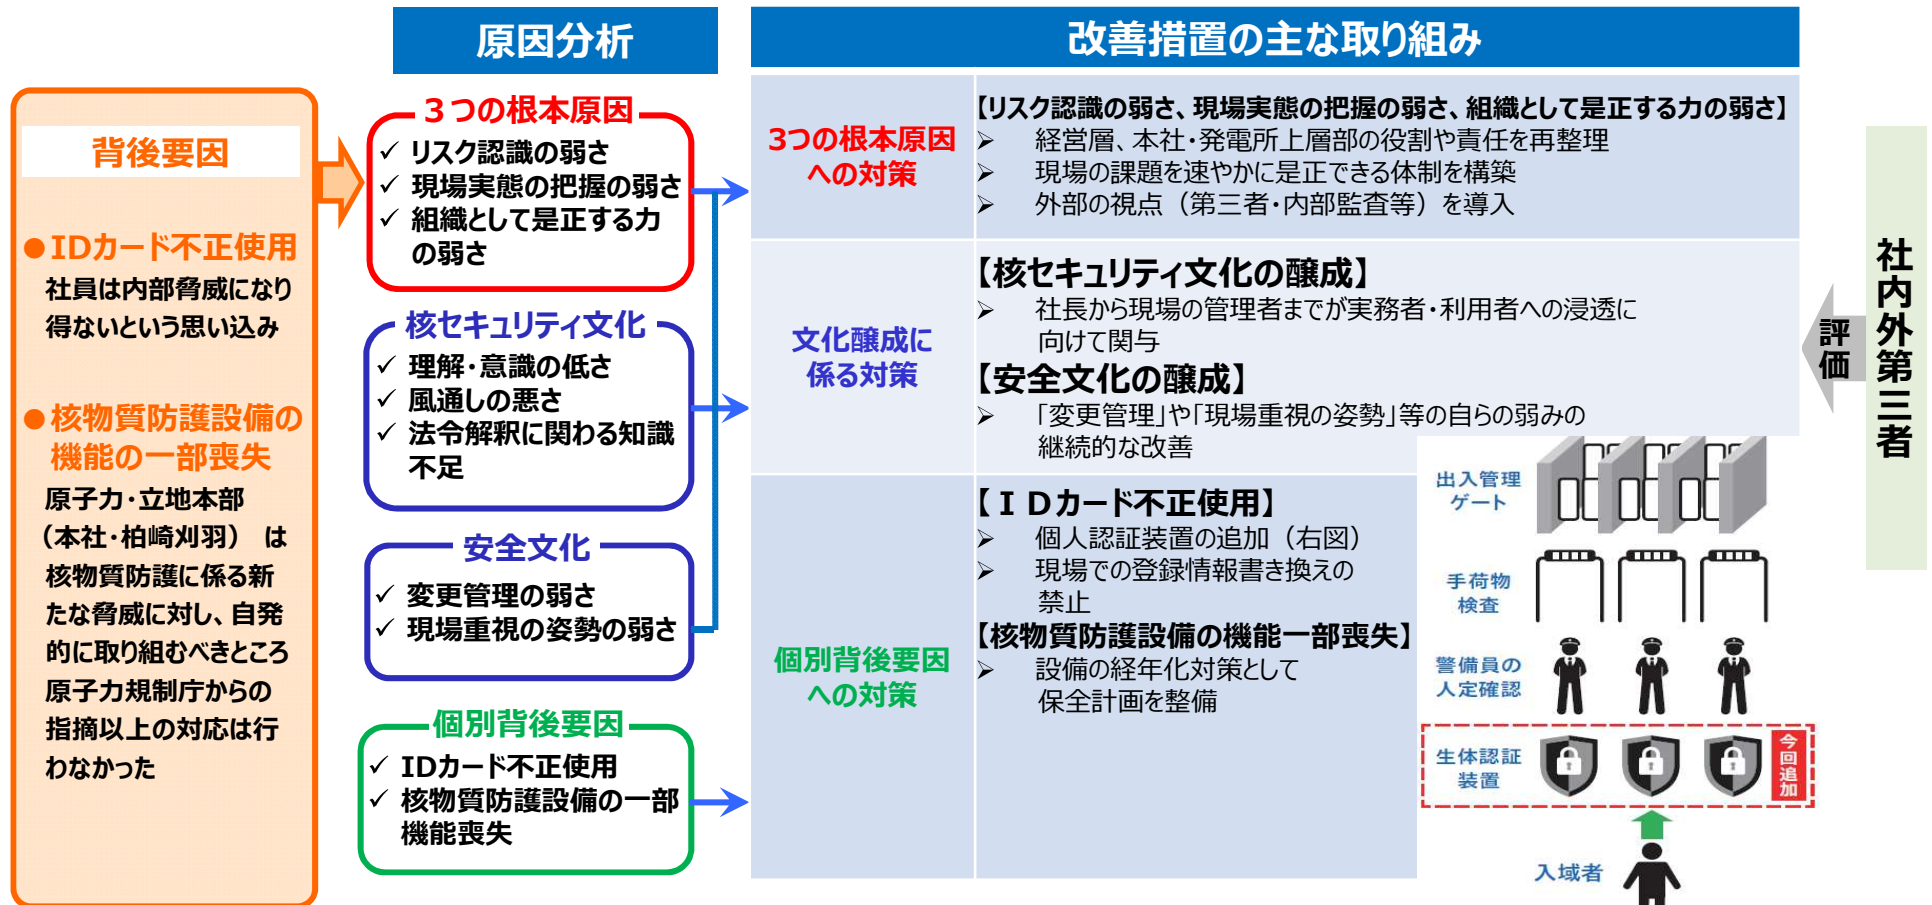 原因分析
改善措置の主な取り組み
背後要因
●IDカード不正使用
社員は内部脅威になり
得ないという思い込み
●核物質防護設備の
機能の一部喪失
原子力・立地本部
（本社・柏崎刈羽） は
核物質防護に係る新
たな脅威に対し、自発
的に取り組むべきところ
原子力規制庁からの
指摘以上の対応は行
わなかった
３つの根本原因
✓ リスク認識の弱さ
✓ 現場実態の把握の弱さ
✓ 組織として是正する力
の弱さ
核セキュリティ文化
✓ 理解・意識の低さ
✓ 風通しの悪さ
✓ 法令解釈に関わる知識
不足
安全文化
✓ 変更管理の弱さ
✓ 現場重視の姿勢の弱さ
個別背後要因
✓ IDカード不正使用
✓ 核物質防護設備の一部
機能喪失
3つの根本原因
への対策
【リスク認識の弱さ、現場実態の把握の弱さ、組織として是正する力の弱さ】
➢ 経営層、本社・発電所上層部の役割や責任を再整理
➢ 現場の課題を速やかに是正できる体制を構築
➢ 外部の視点（第三者・内部監査等）を導入
文化醸成に
係る対策
【核セキュリティ文化の醸成】
➢ 社長から現場の管理者までが実務者・利用者への浸透に
向けて関与
【安全文化の醸成】
➢ 「変更管理」や「現場重視の姿勢」等の自らの弱みの
継続的な改善
個別背後要因
への対策
【ＩＤカード不正使用】
➢ 個人認証装置の追加（右図）
➢ 現場での登録情報書き換えの
禁止
【核物質防護設備の機能一部喪失】
➢ 設備の経年化対策として
保全計画を整備
出入管理
ゲート
手荷物
検査
警備員の
人定確認
生体認証
装置
今回追加
入域者
評価
社内外第三者